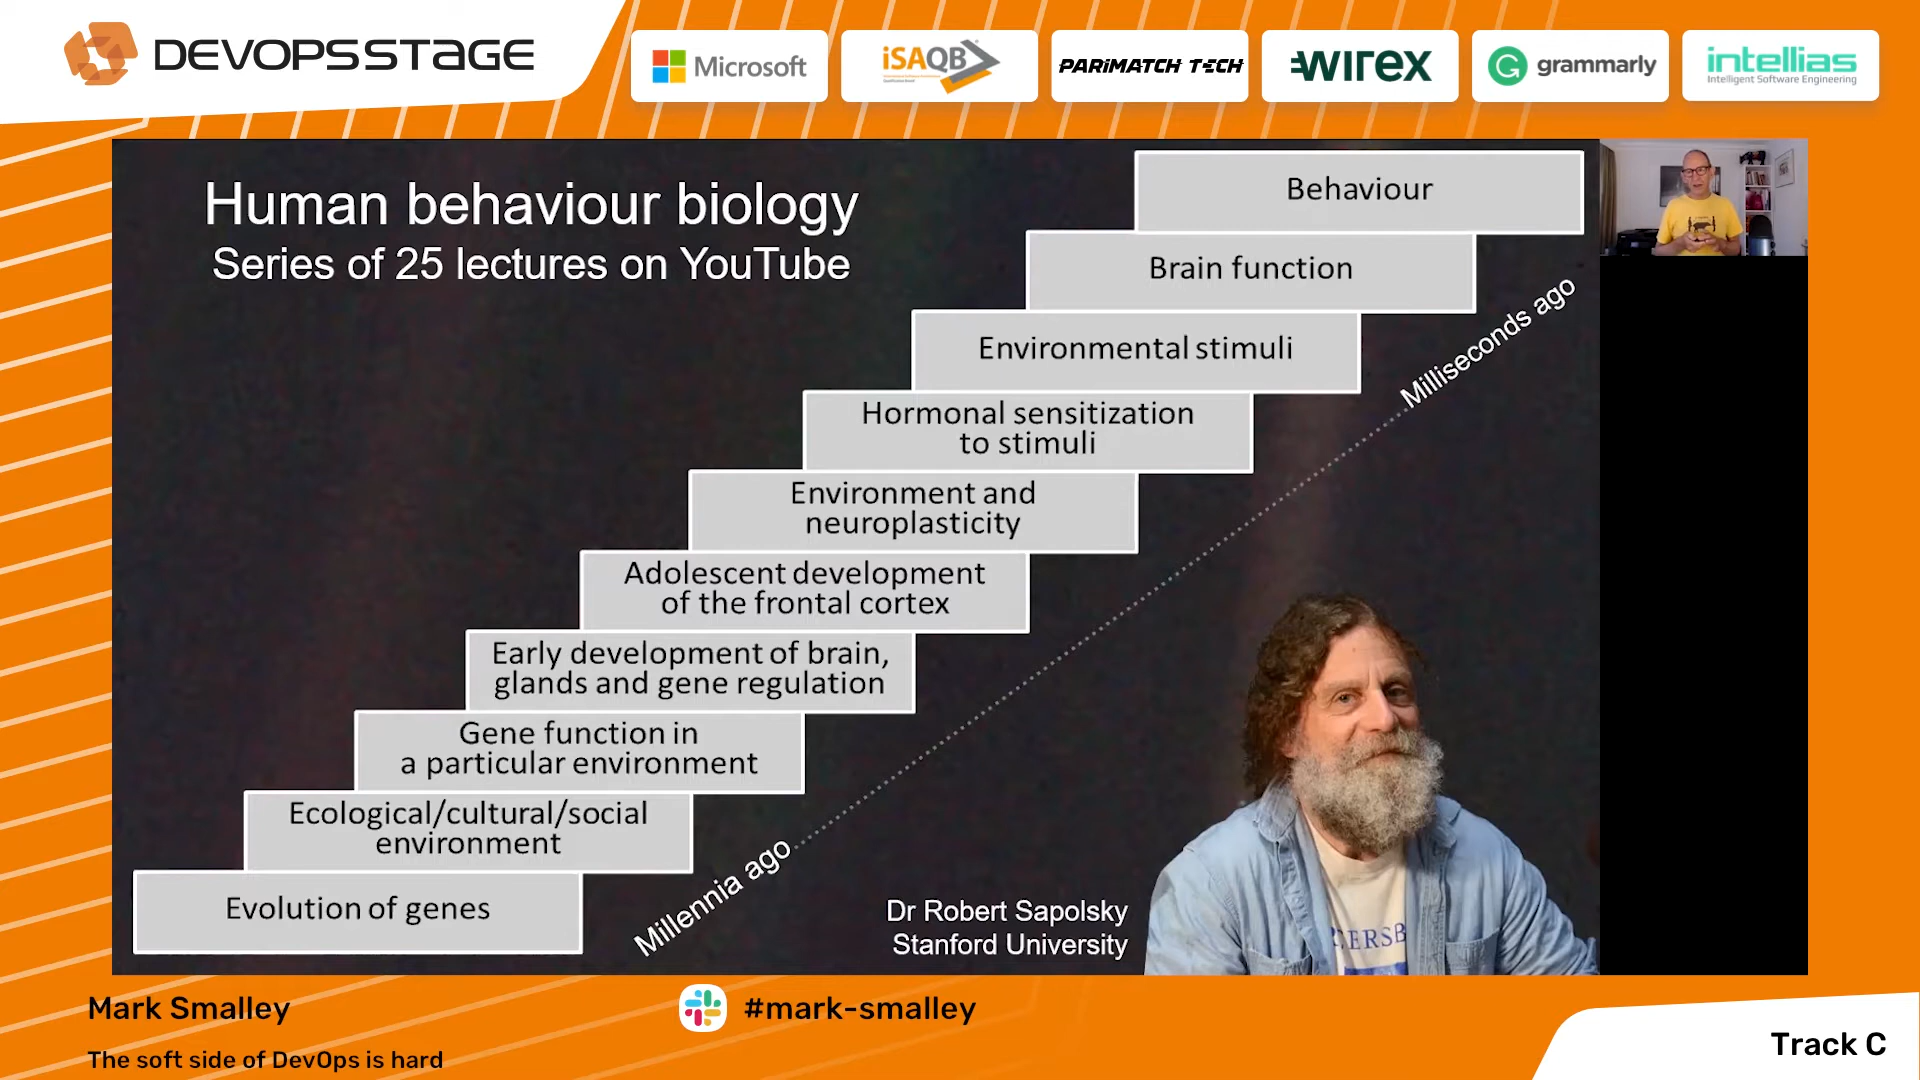 DEVOPSSTAGE
Microsoft
iSAQB
PARIMATCH TECH
wirex
grammarly
intellias
Intelligent Software Engineering
Human behaviour biology
Series of 25 lectures on YouTube
Behaviour
Brain function
Environmental stimuli
Hormonal sensitization
to stimuli
Environment and
neuroplasticity
Adolescent development
of the frontal cortex
Early development of brain,
glands and gene regulation
Gene function in
a particular environment
Ecological/cultural/social
environment
Evolution of genes
Milliseconds ago
Millennia ago
Dr Robert Sapolsky
Stanford University
Mark Smalley
#mark-smalley
The soft side of DevOps is hard
Track C